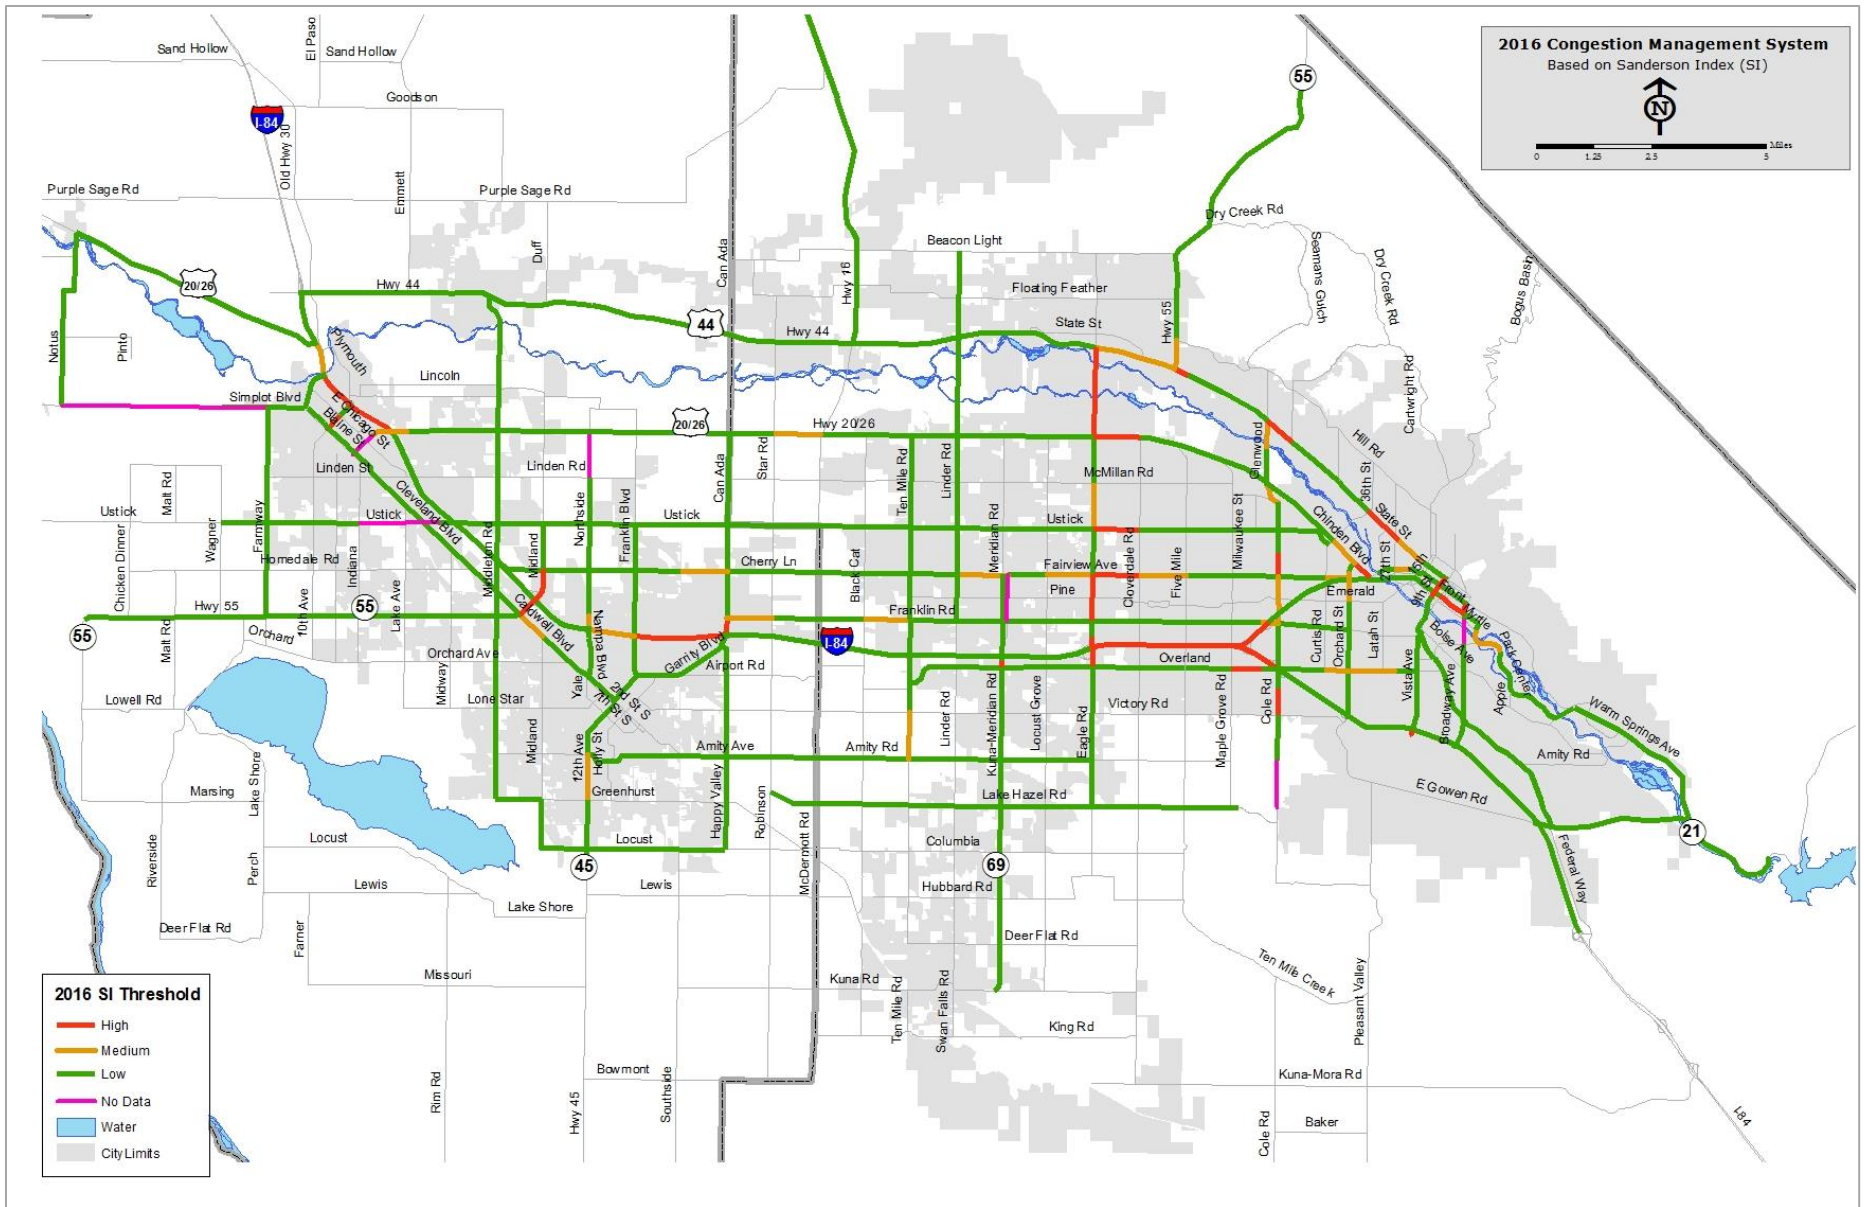 2016 Congestion Management System
Based on Sanderson Index (SI)
N
0 1.25 2.5 5 Miles
Sand Hollow
El Paso
Sand Hollow
I-84
Old Hwy 30
Goodson
55
Purple Sage Rd
Emmett
Purple Sage Rd
Dry Creek Rd
Duff
Can Ada
Beacon Light
Seamans Gulch
Dry Creek Rd
Bogus Basin
20/26
Hwy 44
Hwy 16
Floating Feather
44
Hwy 44
State St
Hwy 55
Notus
Pinto
Plymouth
Lincoln
Cartwright Rd
Simplot Blvd
E Chicago St
Blaine St
20/26
Hwy 20/26
Hill Rd
Glenwood
Linden St
Linden Rd
Star Rd
Ten Mile Rd
Linder Rd
McMillan Rd
36th St
Malt Rd
Cleveland Blvd
Can Ada
Milwaukee St
Ustick
Ustick
Ustick
Ustick
State St
Chinden Blvd
Chicken Dinner
Wagner
Farmway
Northside
Franklin Blvd
Meridian Rd
Homedale Rd
Indiana
Middleton Rd
Midland
Cherry Ln
Black Cat
Fairview Ave
Cloverdale Rd
Five Mile
27th St
15th
9th St
Front
Myrtle
Pine
Emerald
Hwy 55
55
10th Ave
Lake Ave
Caldwell Blvd
Nampa Blvd
Franklin Rd
55
Malt Rd
Orchard
Orchard Ave
I-84
Garrity Blvd
Airport Rd
Overland
Curtis Rd
Orchard St
Latah St
Boise Ave
Park Center
Midway
Yale
Vista Ave
Broadway Ave
Apple
Lowell Rd
Lone Star
2nd St S
7th St S
Linder Rd
Kuna-Meridian Rd
Locust Grove
Victory Rd
Maple Grove Rd
Cole Rd
Warm Springs Ave
Midland
12th Ave
Holly St
Amity Ave
Amity Rd
Eagle Rd
Amity Rd
Marsing
Lake Shore
Greenhurst
Happy Valley
Robinson
Lake Hazel Rd
E Gowen Rd
Locust
Locust
McDermott Rd
Columbia
21
Riverside
Perch
45
69
Federal Way
Lewis
Lewis
Hubbard Rd
Lake Shore
Deer Flat Rd
Farner
Deer Flat Rd
Missouri
Kuna Rd
Ten Mile Rd
Swan Falls Rd
Ten Mile Creek
Pleasant Valley
King Rd
Rim Rd
Bowmont
Hwy 45
Southside
Kuna-Mora Rd
Cole Rd
Baker
I-84
2016 SI Threshold
High
Medium
Low
No Data
Water
City Limits